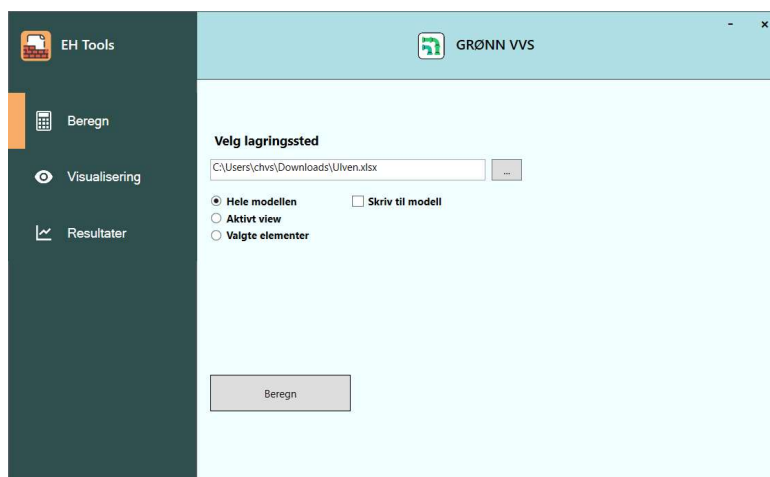 EH Tools
GRØNN VVS
Beregn
Visualisering
Resultater
Velg lagringssted
C:\Users\chvs\Downloads\Ulven.xlsx
...
Hele modellen
Skriv til modell
Aktivt view
Valgte elementer
Beregn